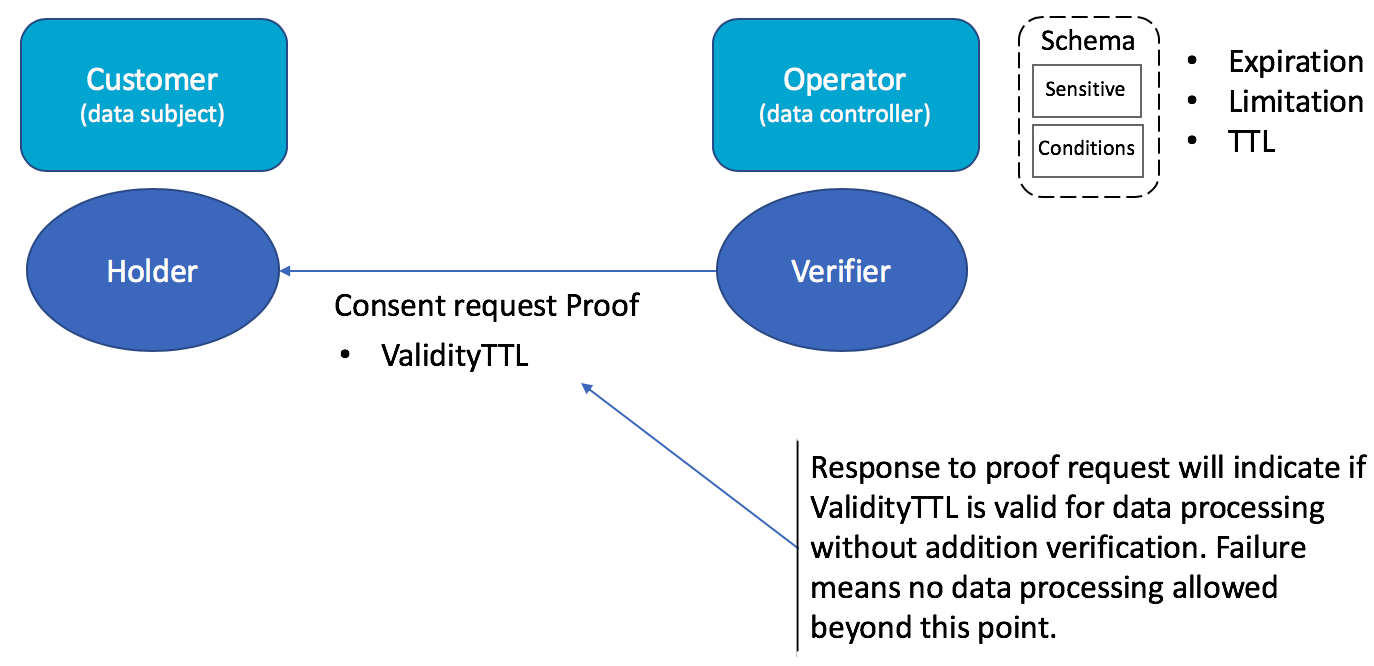 Customer
(data subject)
Operator
(data controller)
Schema
Sensitive
Conditions
• Expiration
• Limitation
• TTL
Holder
Verifier
Consent request Proof
• ValidityTTL
Response to proof request will indicate if
ValidityTTL is valid for data processing
without addition verification. Failure
means no data processing allowed
beyond this point.